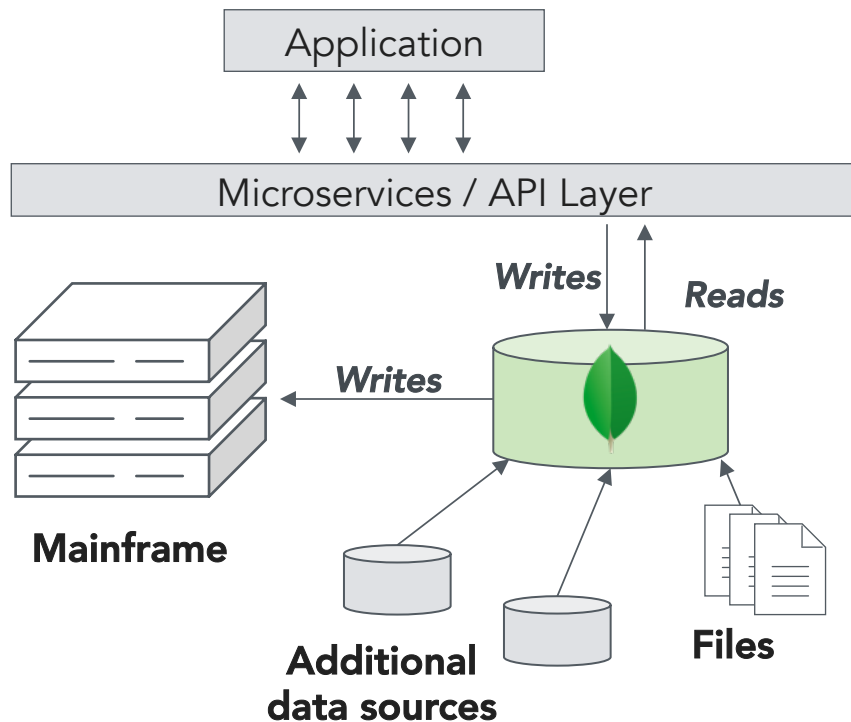 Application
Microservices / API Layer
Writes
Reads
Writes
Mainframe
Additional
data sources
Files